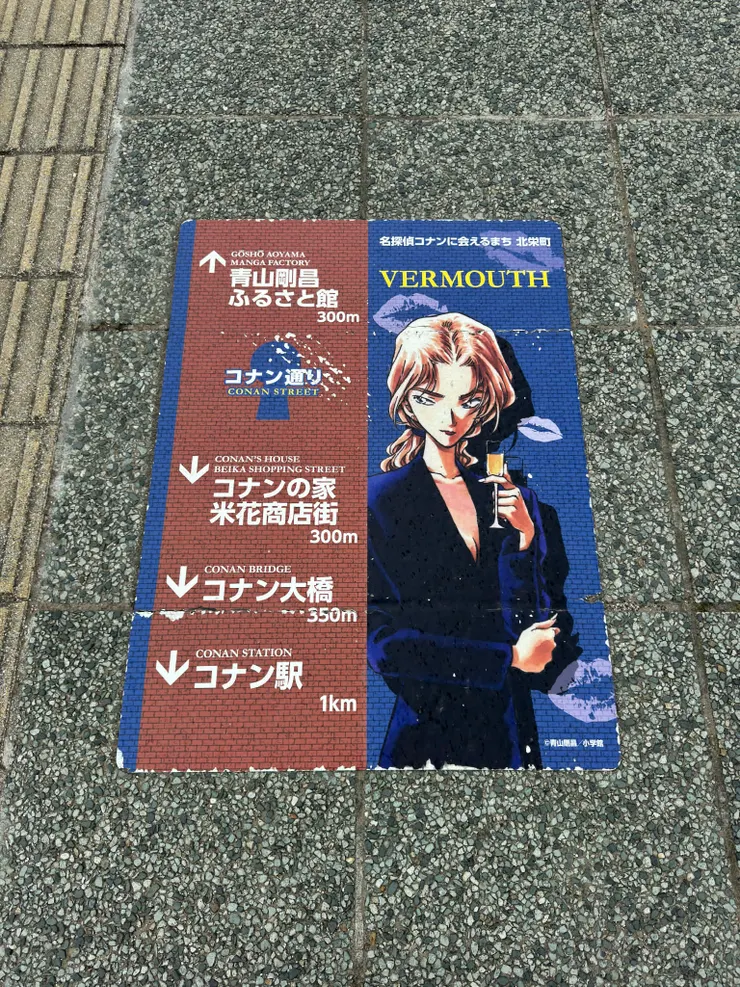 GŌSHŌ AOYAMA
MANGA FACTORY
青山剛昌
ふるさと館
300m
コナン通り
CONAN STREET
CONAN'S HOUSE
BEIKA SHOPPING STREET
コナンの家
米花商店街
300m
CONAN BRIDGE
コナン大橋
350m
CONAN STATION
コナン駅
1km
名探偵コナンに会えるまち 北栄町
VERMOUTH
©青山剛昌／小学館